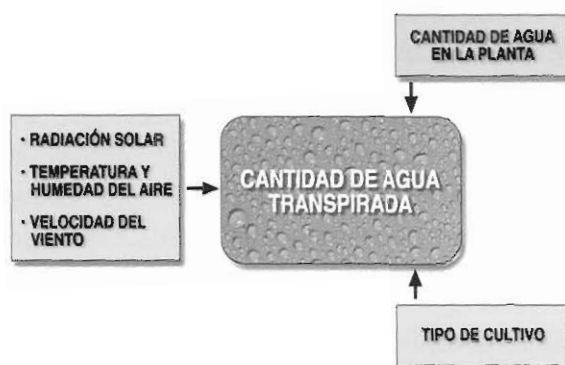 CANTIDAD DE AGUA
EN LA PLANTA
• RADIACIÓN SOLAR
• TEMPERATURA Y
HUMEDAD DEL AIRE
• VELOCIDAD DEL
VIENTO
CANTIDAD DE AGUA
TRANSPIRADA
TIPO DE CULTIVO